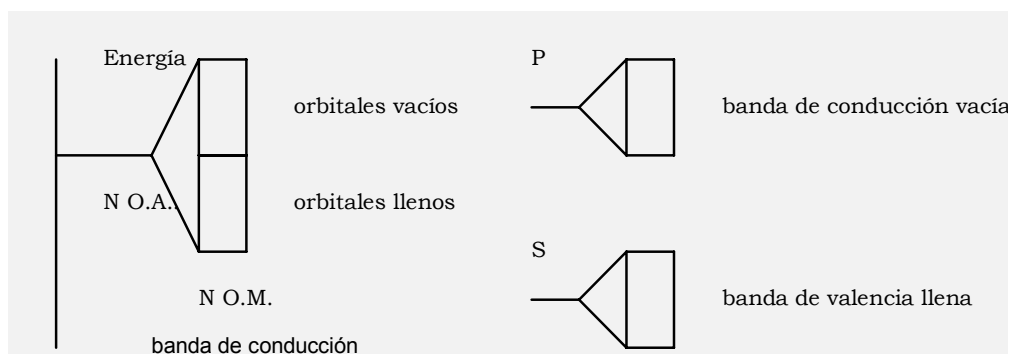 Energía
P
orbitales vacíos
banda de conducción vacía
N O.A.
orbitales llenos
S
N O.M.
banda de valencia llena
banda de conducción